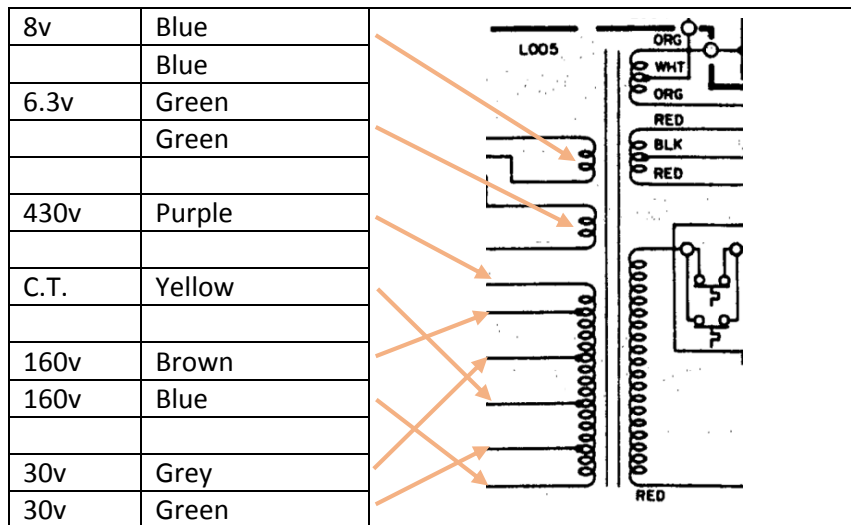 8v Blue
Blue
6.3v Green
Green
430v Purple
C.T. Yellow
160v Brown
160v Blue
30v Grey
30v Green
L005
ORG
WHT
ORG
RED
BLK
RED
RED